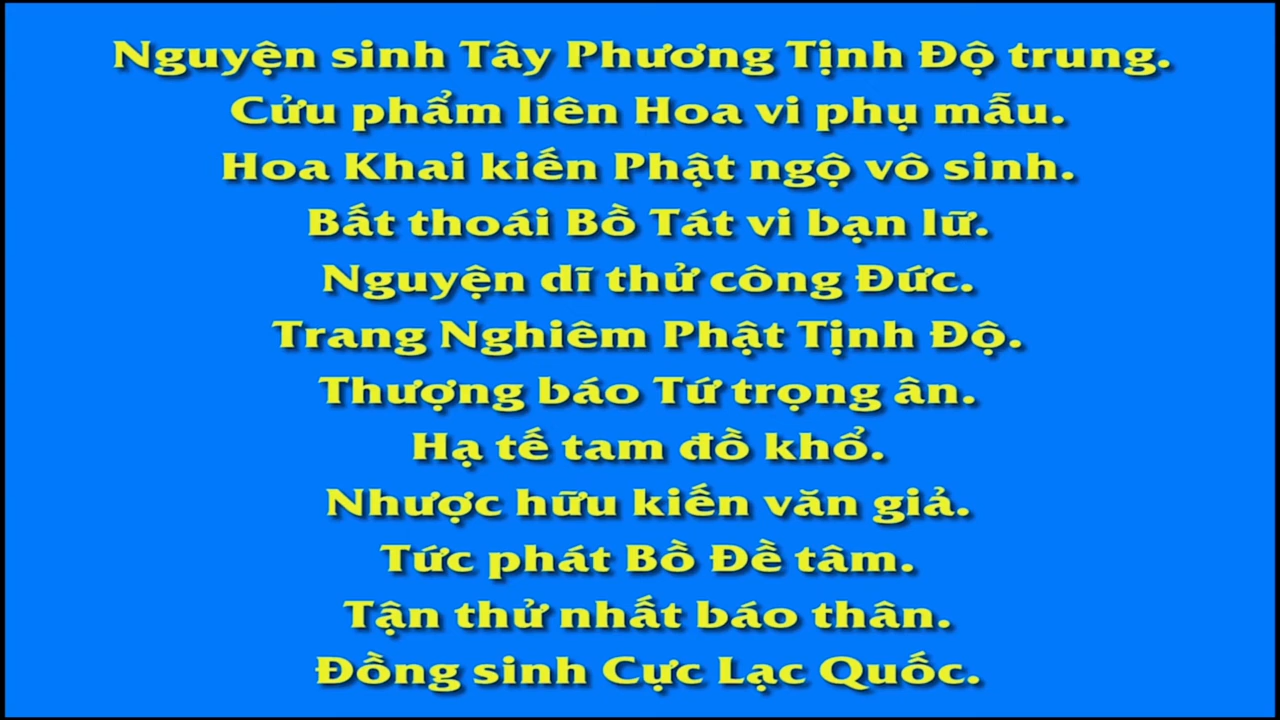 Nguyện sinh Tây Phương Tịnh Độ trung.
Cửu phẩm liên Hoa vi phụ mẫu.
Hoa Khai kiến Phật ngộ vô sinh.
Bất thoái Bồ Tát vi bạn lữ.
Nguyện dĩ thử công Đức.
Trang Nghiêm Phật Tịnh Độ.
Thượng báo Tứ trọng ân.
Hạ tế tam đồ khổ.
Nhược hữu kiến văn giả.
Tức phát Bồ Đề tâm.
Tận thử nhất báo thân.
Đồng sinh Cực Lạc Quốc.